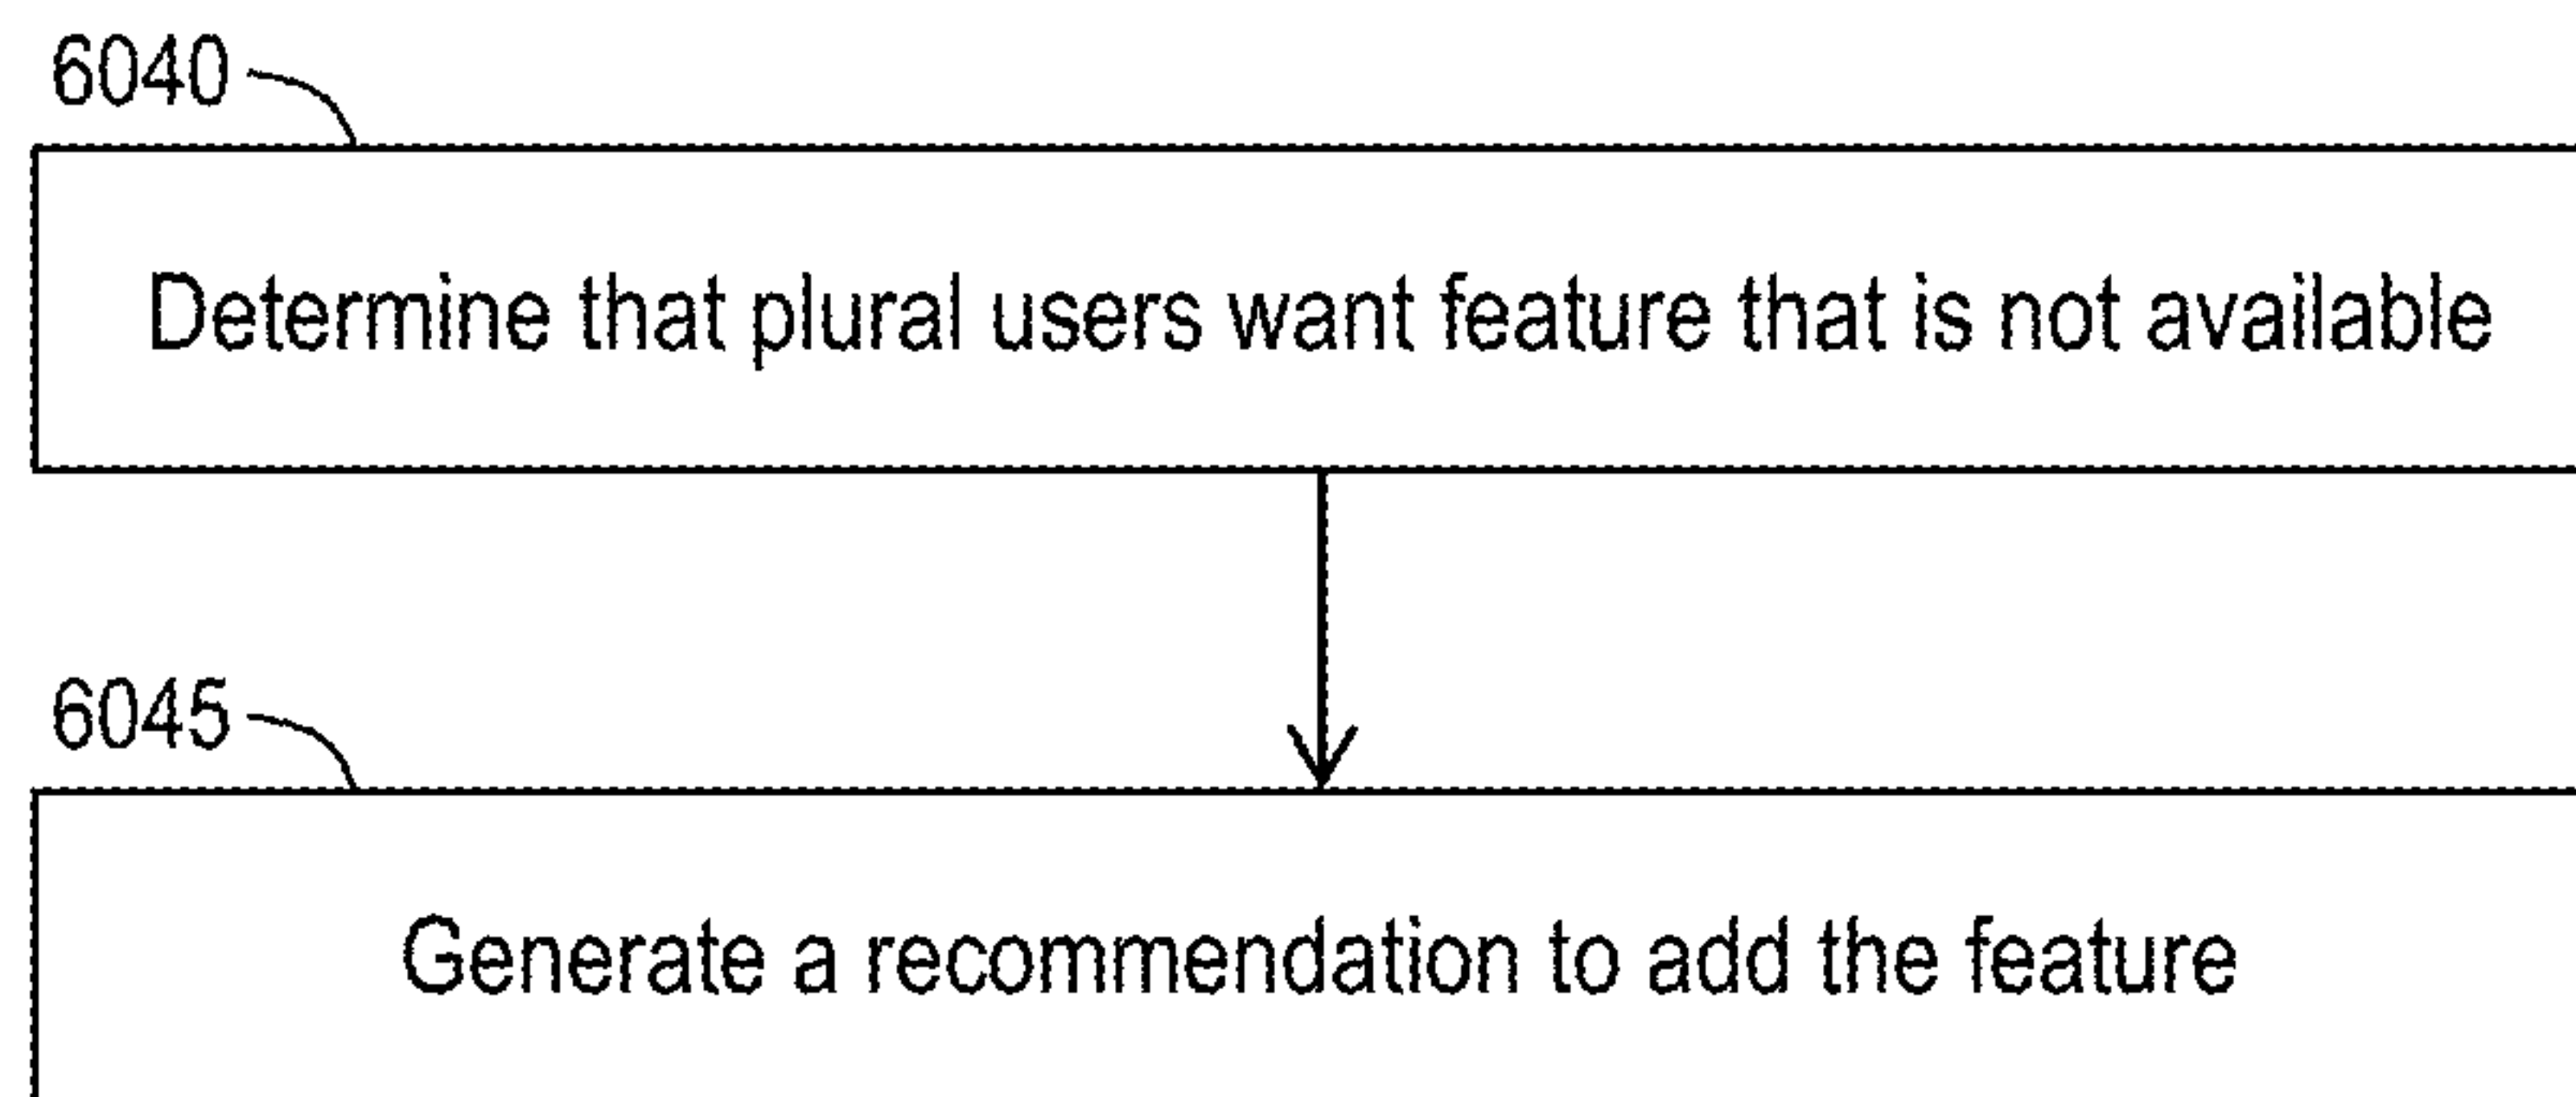 6040
Determine that plural users want feature that is not available
6045
Generate a recommendation to add the feature